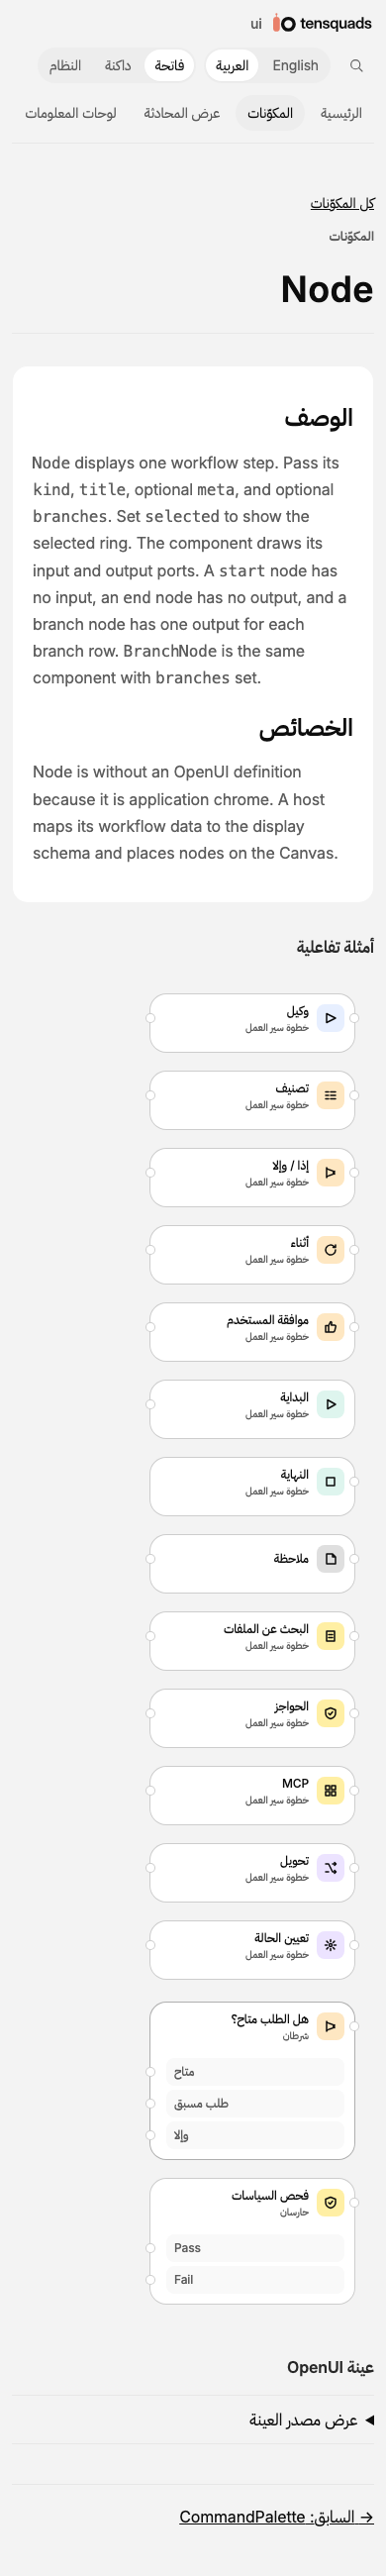 tensquads ui
English العربية فاتحة داكنة النظام
الرئيسية المكوّنات عرض المحادثة لوحات المعلومات
كل المكوّنات
المكوّنات
Node
الوصف
Node displays one workflow step. Pass its
kind, title, optional meta, and optional
branches. Set selected to show the
selected ring. The component draws its
input and output ports. A start node has
no input, an end node has no output, and a
branch node has one output for each
branch row. BranchNode is the same
component with branches set.
الخصائص
Node is without an OpenUI definition
because it is application chrome. A host
maps its workflow data to the display
schema and places nodes on the Canvas.
أمثلة تفاعلية
وكيل
خطوة سير العمل
تصنيف
خطوة سير العمل
إذا / وإلا
خطوة سير العمل
أثناء
خطوة سير العمل
موافقة المستخدم
خطوة سير العمل
البداية
خطوة سير العمل
النهاية
خطوة سير العمل
ملاحظة
البحث عن الملفات
خطوة سير العمل
الحواجز
خطوة سير العمل
MCP
خطوة سير العمل
تحويل
خطوة سير العمل
تعيين الحالة
خطوة سير العمل
هل الطلب متاح؟
شرطان
متاح
طلب مسبق
وإلا
فحص السياسات
حارسان
Pass
Fail
عينة OpenUI
عرض مصدر العينة
→ السابق: CommandPalette